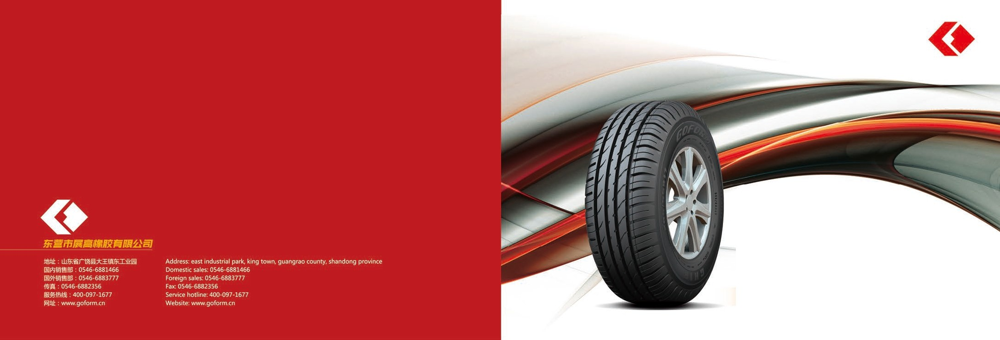 东营市展高橡胶有限公司
地址：山东省广饶县大王镇东工业园
国内销售部：0546-6881466
国外销售部：0546-6883777
传真：0546-6882356
服务热线：400-097-1677
网址：www.goform.cn
Address: east industrial park, king town, guangrao county, shandong province
Domestic sales: 0546-6881466
Foreign sales: 0546-6883777
Fax: 0546-6882356
Service hotline: 400-097-1677
Website: www.goform.cn
GOFORM